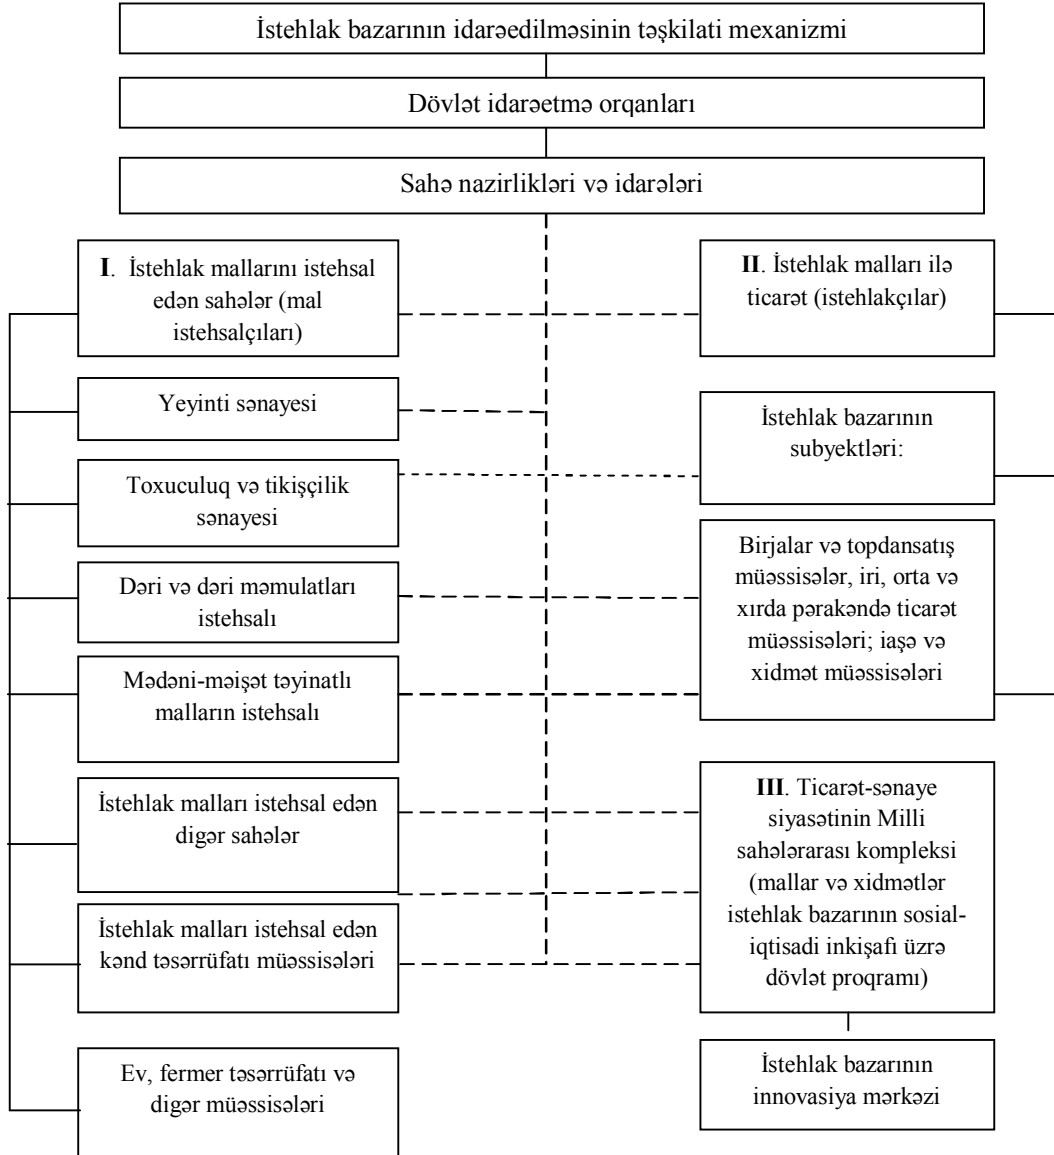 İstehlak bazarının idarəedilməsinin təşkilati mexanizmi
Dövlət idarəetmə orqanları
Sahə nazirlikləri və idarələri
I. İstehlak mallarını istehsal
edən sahələr (mal
istehsalçıları)
Yeyinti sənayesi
Toxuculuq və tikişçilik
sənayesi
Dəri və dəri məmulatları
istehsalı
Mədəni-məişət təyinatlı
malların istehsalı
İstehlak malları istehsal edən
digər sahələr
İstehlak malları istehsal edən
kənd təsərrüfatı müəssisələri
Ev, fermer təsərrüfatı və
digər müəssisələri
II. İstehlak malları ilə
ticarət (istehlakçılar)
İstehlak bazarının
subyektləri:
Birjalar və topdansatış
müəssisələr, iri, orta və
xırda pərakəndə ticarət
müəssisələri; iaşə və
xidmət müəssisələri
III. Ticarət-sənaye
siyasətinin Milli
sahələrarası kompleksi
(mallar və xidmətlər
istehlak bazarının sosial-
iqtisadi inkişafı üzrə
dövlət proqramı)
İstehlak bazarının
innovasiya mərkəzi